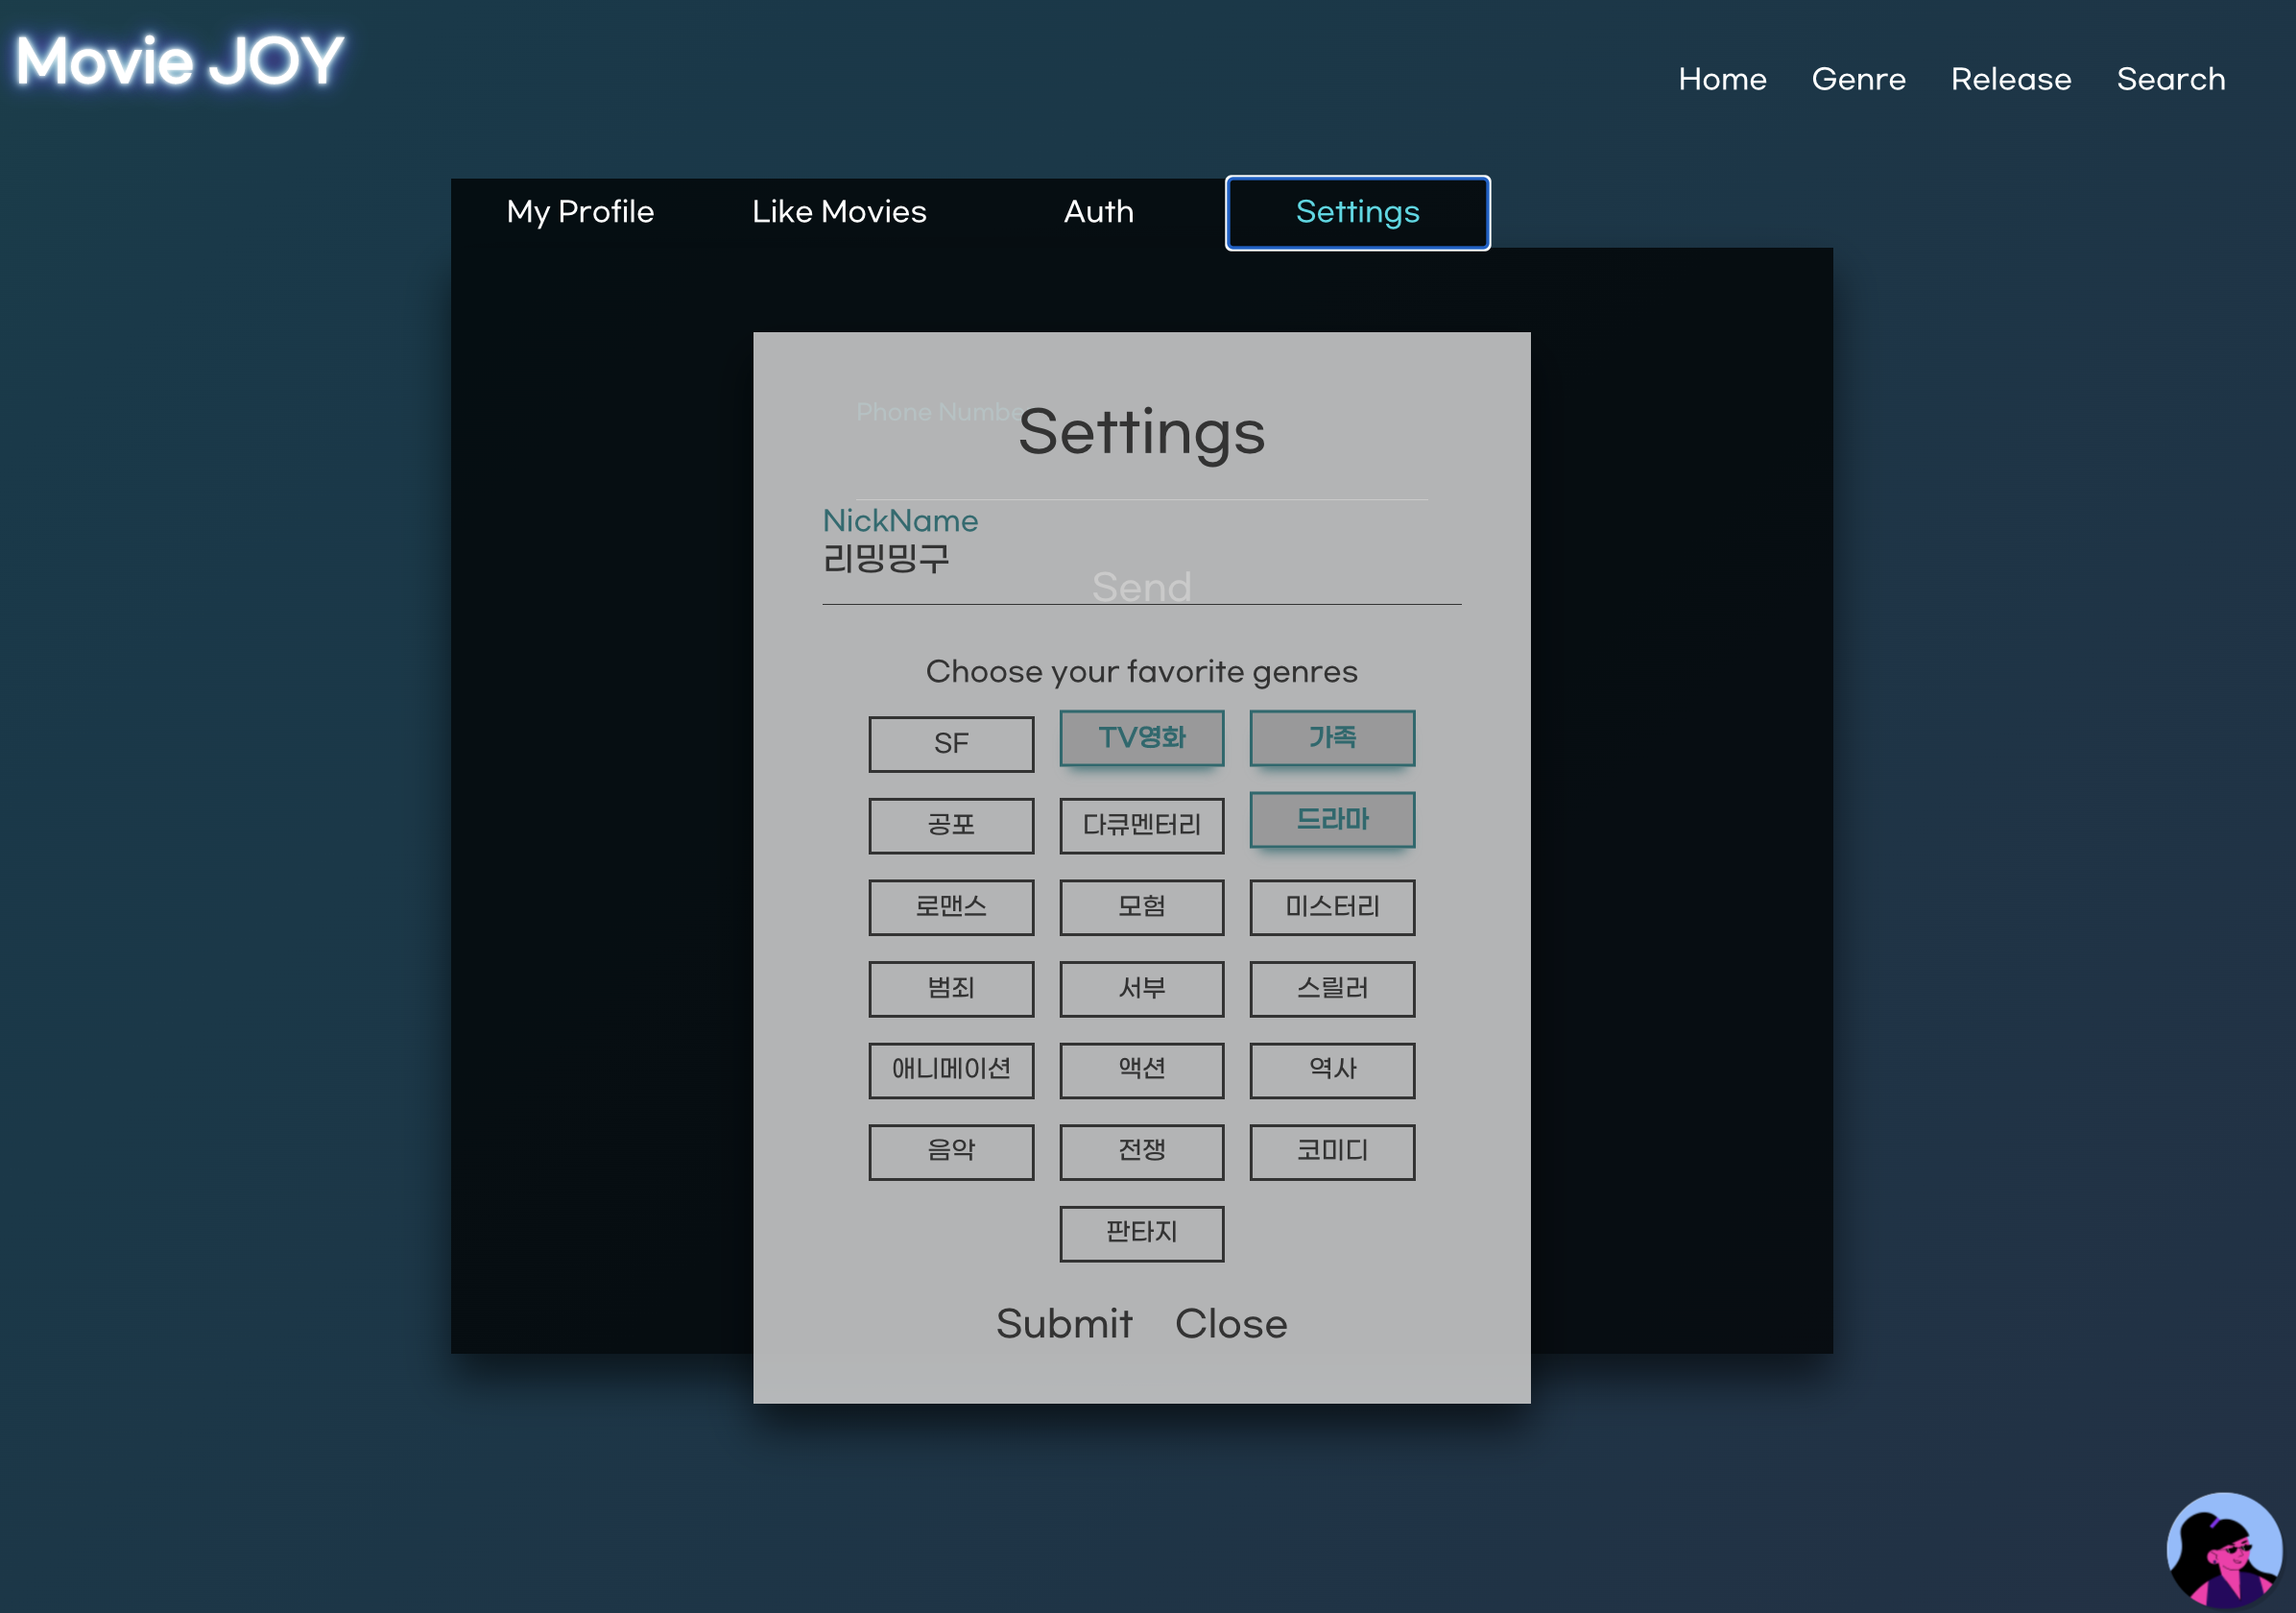 Movie JOY
Home Genre Release Search
My Profile Like Movies Auth Settings
Phone Numbe
Settings
NickName
리밍밍구
Send
Choose your favorite genres
SF TV영화 가족
공포 다큐멘터리 드라마
로맨스 모험 미스터리
범죄 서부 스릴러
애니메이션 액션 역사
음악 전쟁 코미디
판타지
Submit Close